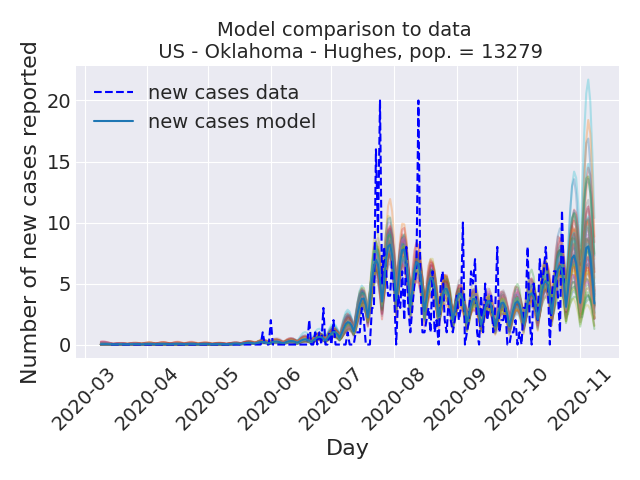 Model comparison to data
US - Oklahoma - Hughes, pop. = 13279
Number of new cases reported
20
15
10
5
0
new cases data
new cases model
2020-03
2020-04
2020-05
2020-06
2020-07
2020-08
2020-09
2020-10
2020-11
Day